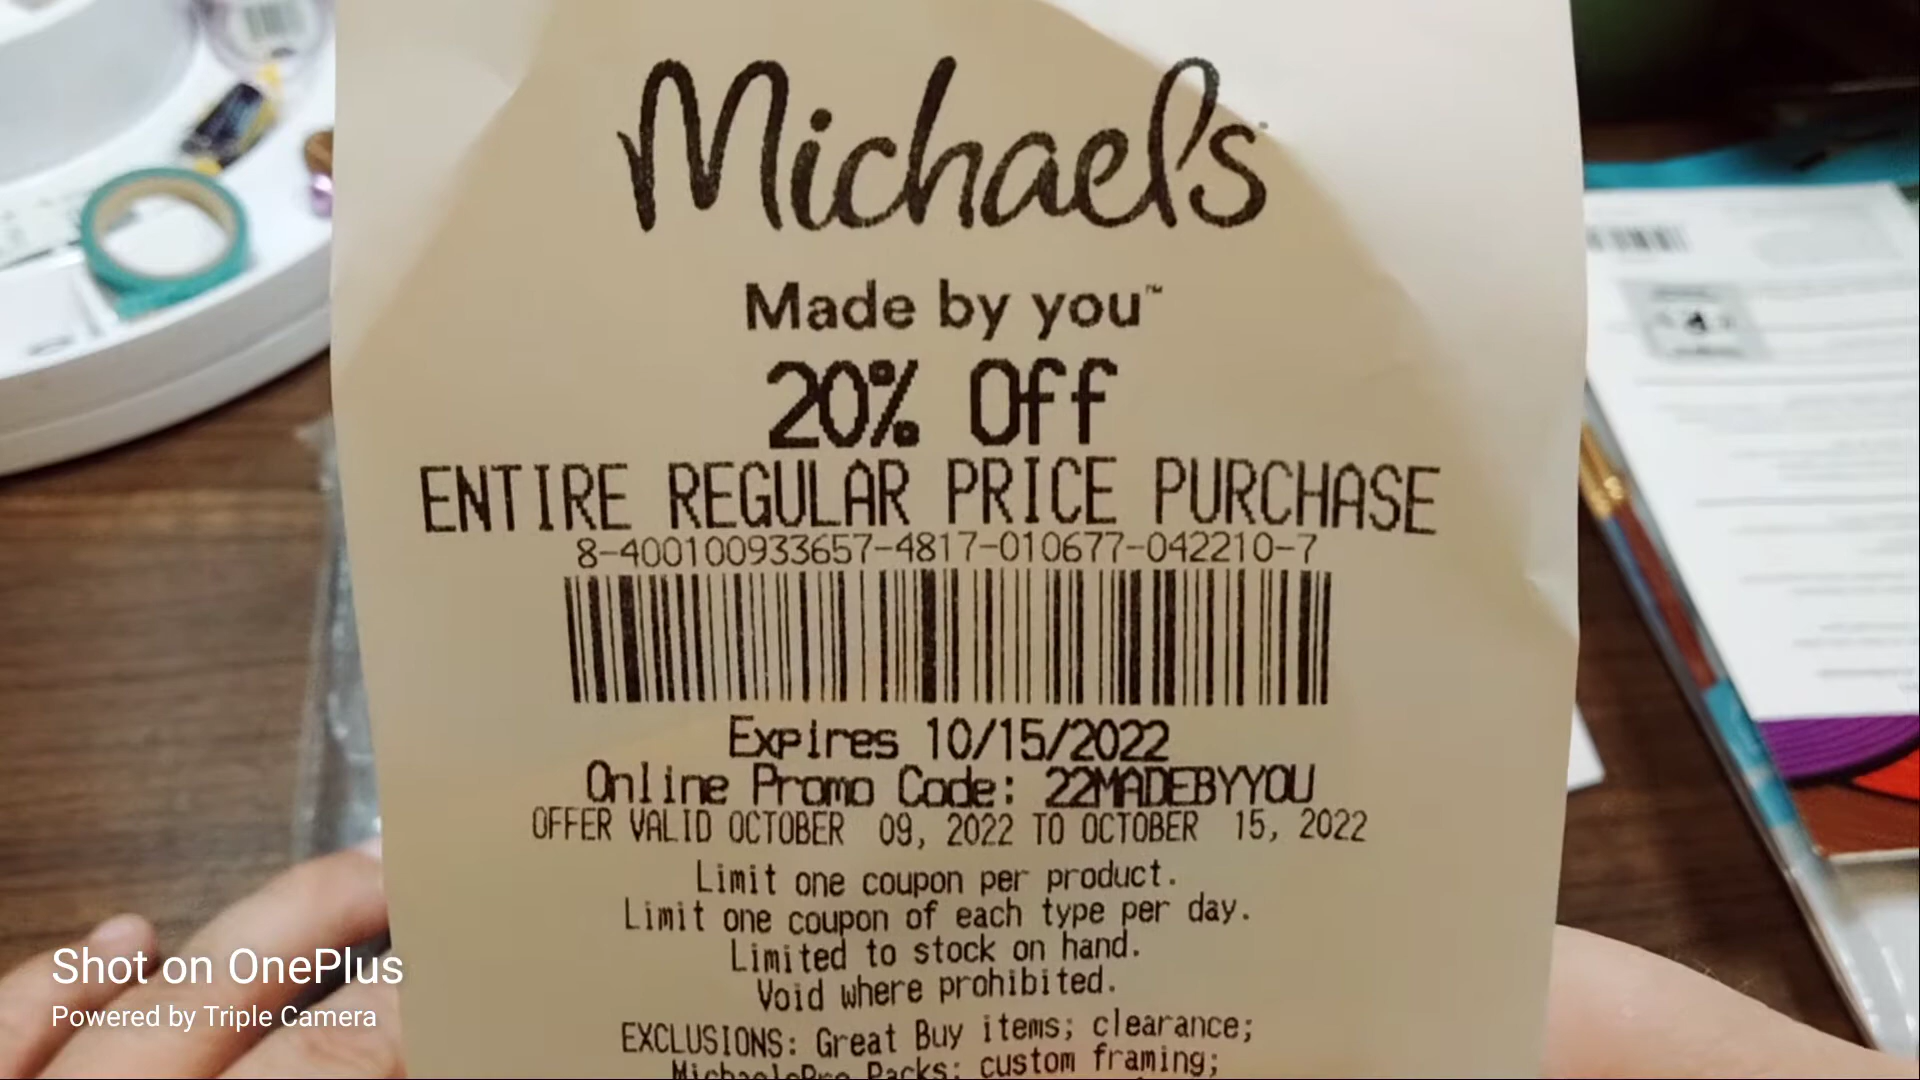 Michaels
Made by you™
20% Off
ENTIRE REGULAR PRICE PURCHASE
8-400100933657-4817-010677-042210-7
Expires 10/15/2022
Online Promo Code: 22MADEBYYOU
OFFER VALID OCTOBER 09, 2022 TO OCTOBER 15, 2022
Limit one coupon per product.
Limit one coupon of each type per day.
Limited to stock on hand.
Void where prohibited.
EXCLUSIONS: Great Buy items; clearance;
MichaelsPro Packs; custom framing;
Shot on OnePlus
Powered by Triple Camera